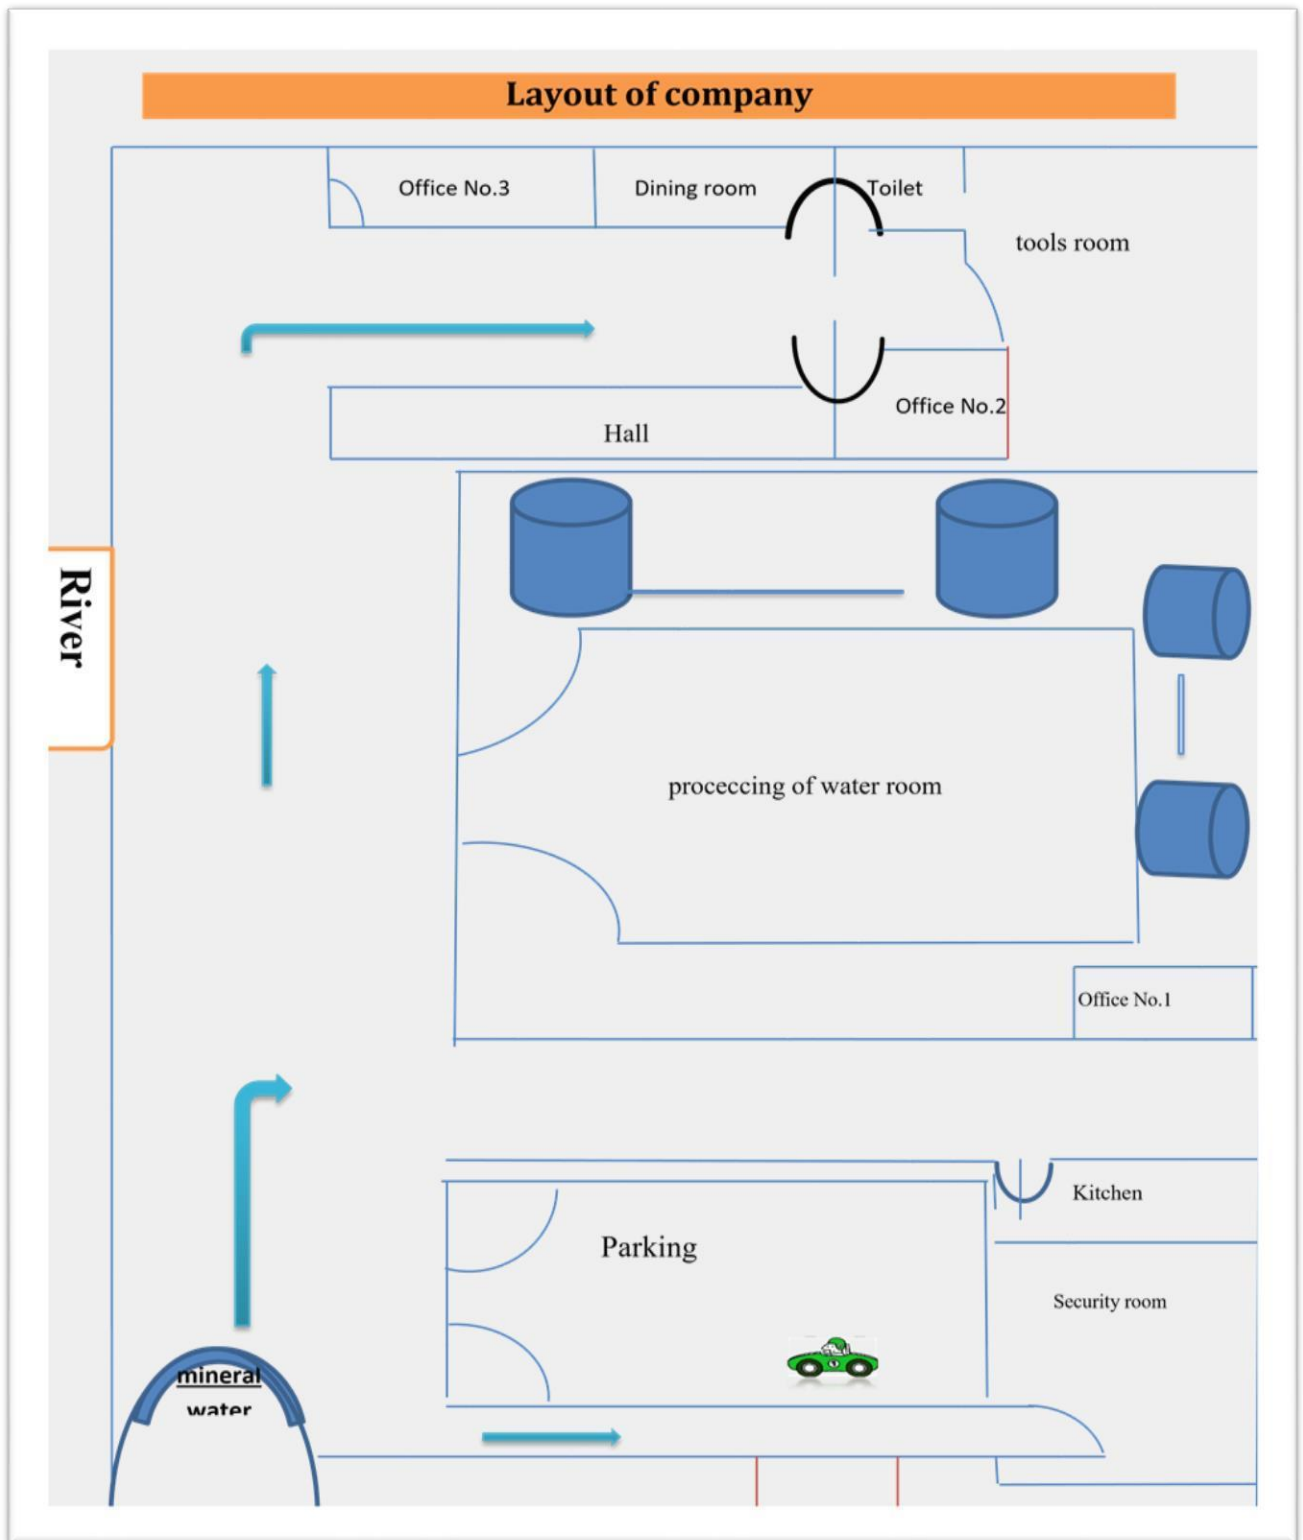 Layout of company
Office No.3
Dining room
Toilet
tools room
Hall
Office No.2
River
proceccing of water room
Office No.1
Kitchen
Parking
Security room
mineral
water